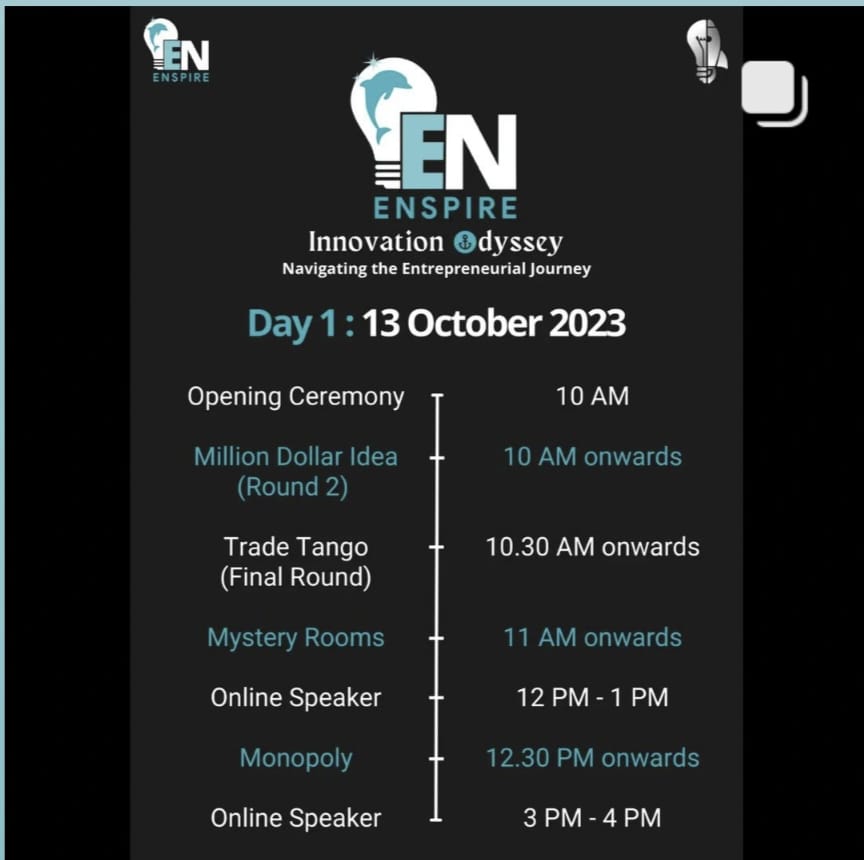 EN
ENSPIRE
EN
ENSPIRE
Innovation Odyssey
Navigating the Entrepreneurial Journey
Day 1 : 13 October 2023
Opening Ceremony 10 AM
Million Dollar Idea 10 AM onwards
(Round 2)
Trade Tango 10.30 AM onwards
(Final Round)
Mystery Rooms 11 AM onwards
Online Speaker 12 PM - 1 PM
Monopoly 12.30 PM onwards
Online Speaker 3 PM - 4 PM